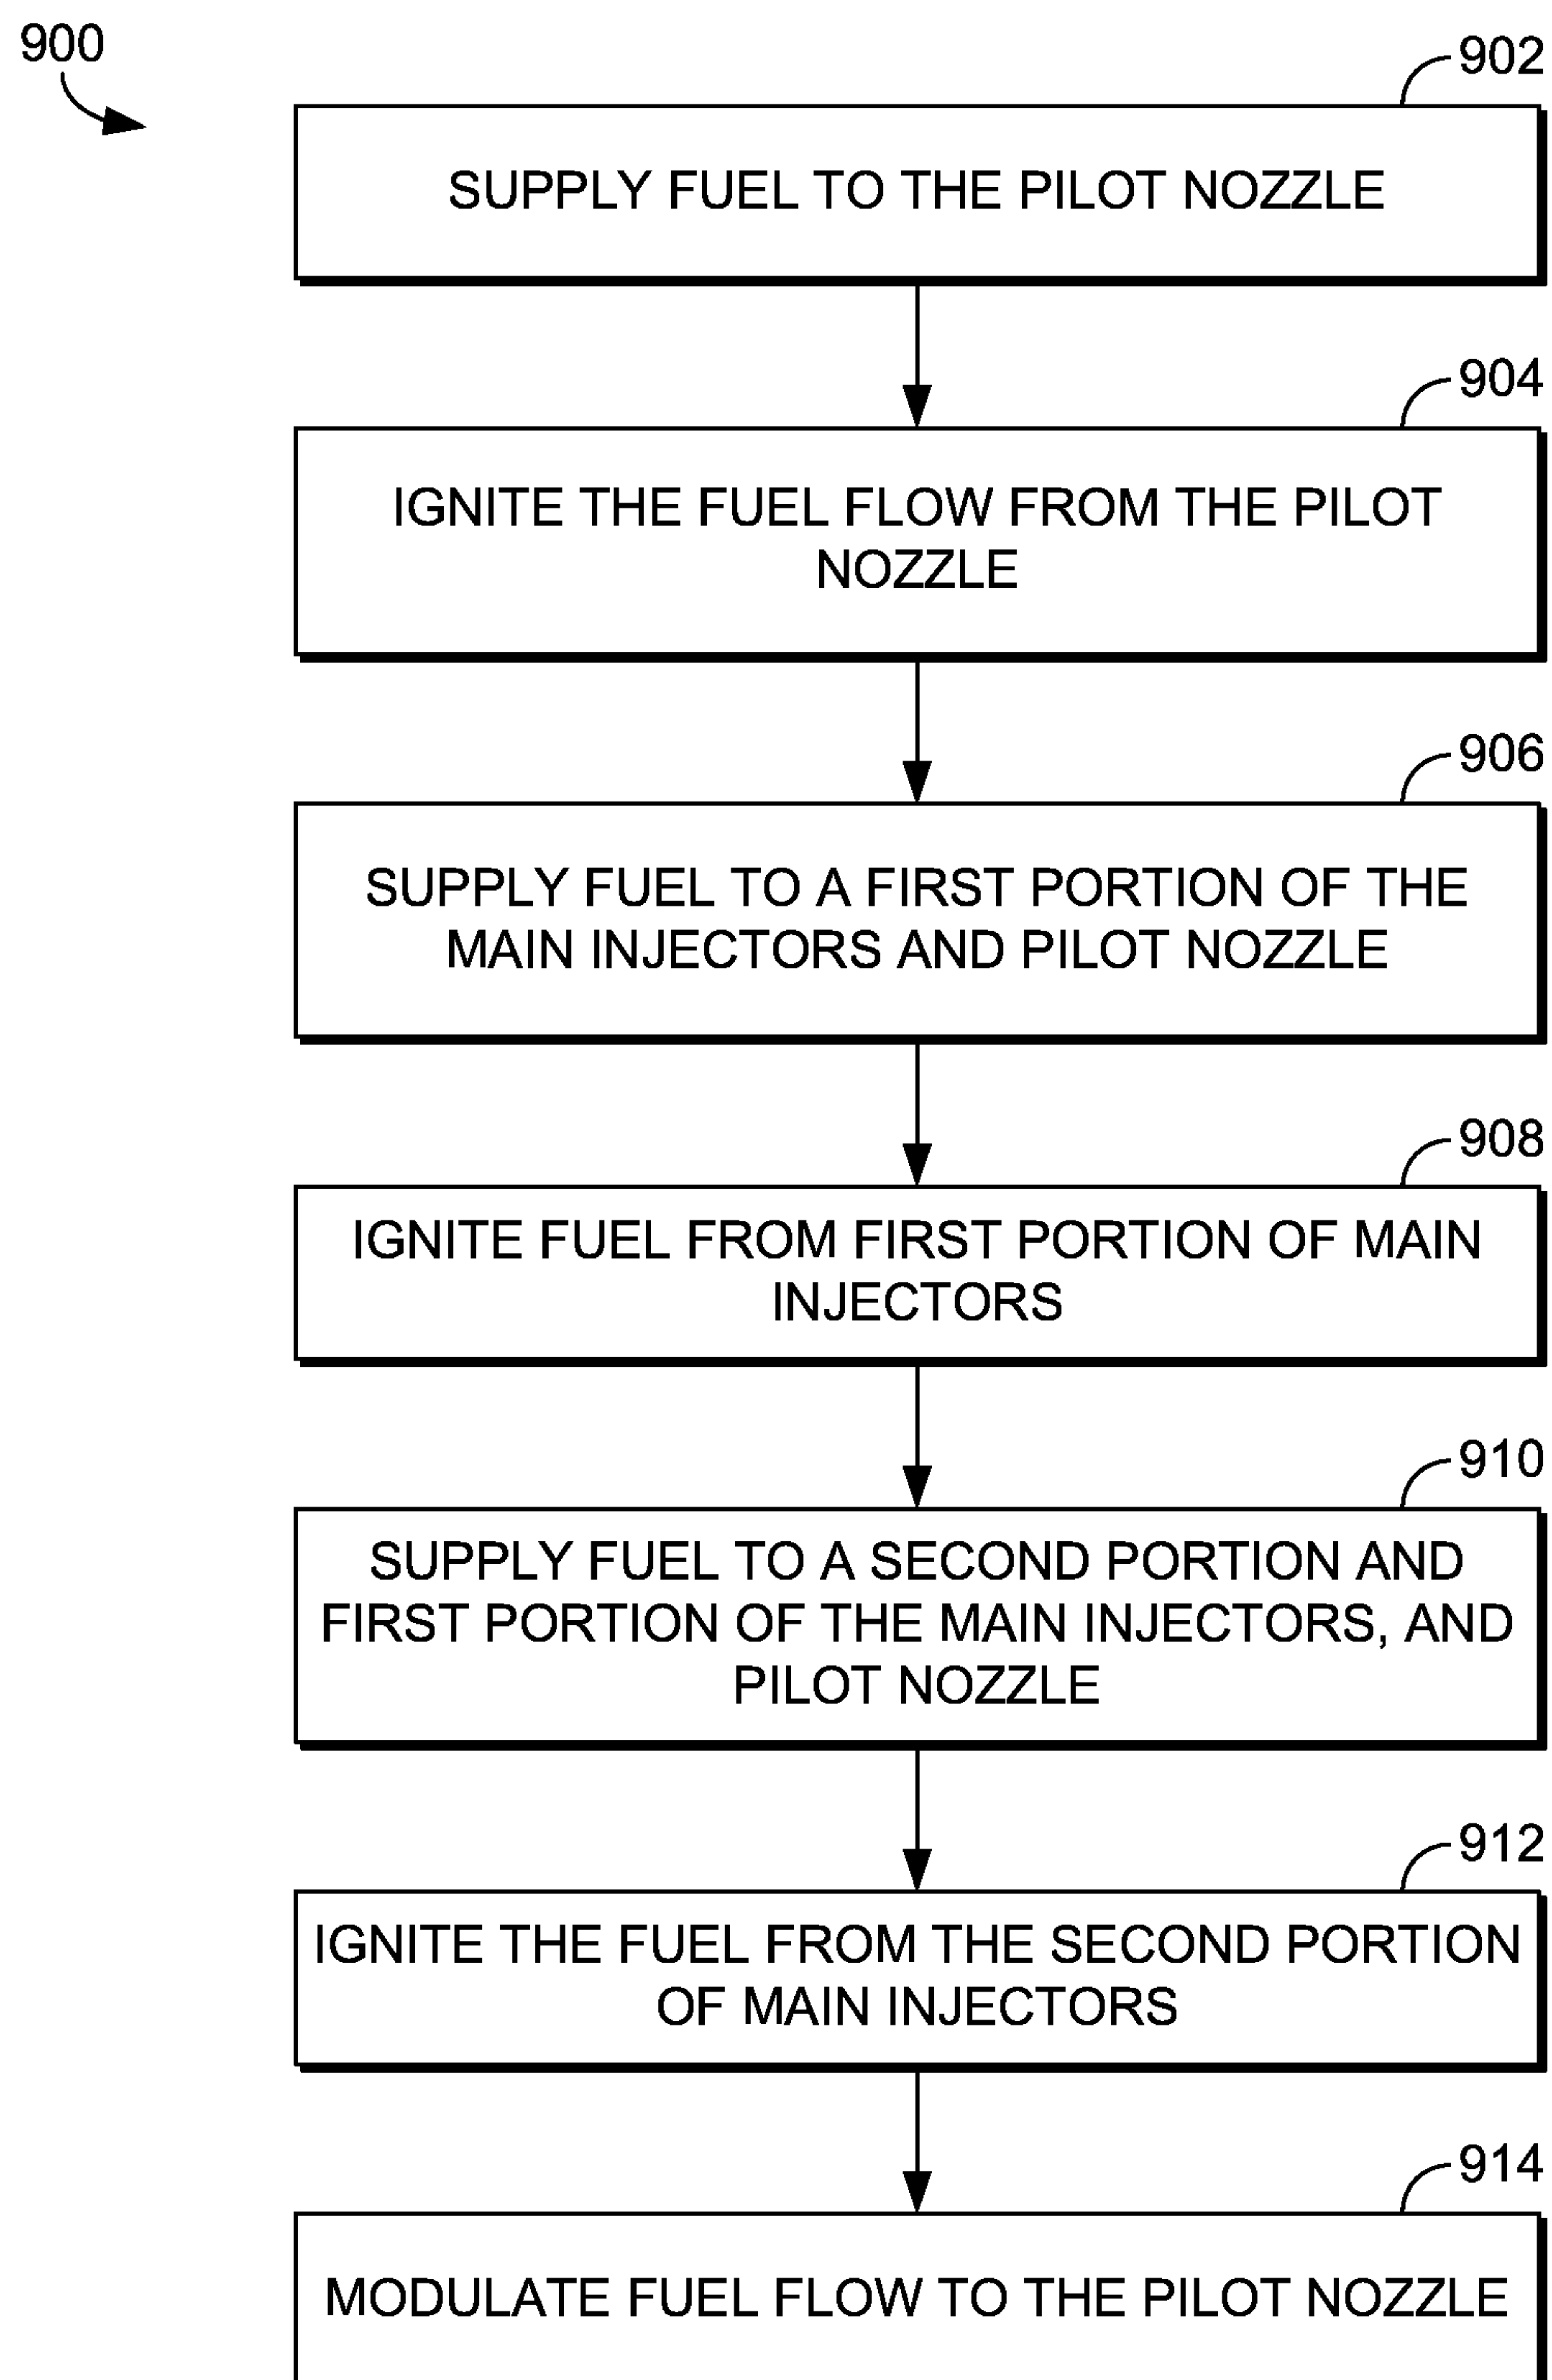 900
902
SUPPLY FUEL TO THE PILOT NOZZLE
904
IGNITE THE FUEL FLOW FROM THE PILOT
NOZZLE
906
SUPPLY FUEL TO A FIRST PORTION OF THE
MAIN INJECTORS AND PILOT NOZZLE
908
IGNITE FUEL FROM FIRST PORTION OF MAIN
INJECTORS
910
SUPPLY FUEL TO A SECOND PORTION AND
FIRST PORTION OF THE MAIN INJECTORS, AND
PILOT NOZZLE
912
IGNITE THE FUEL FROM THE SECOND PORTION
OF MAIN INJECTORS
914
MODULATE FUEL FLOW TO THE PILOT NOZZLE